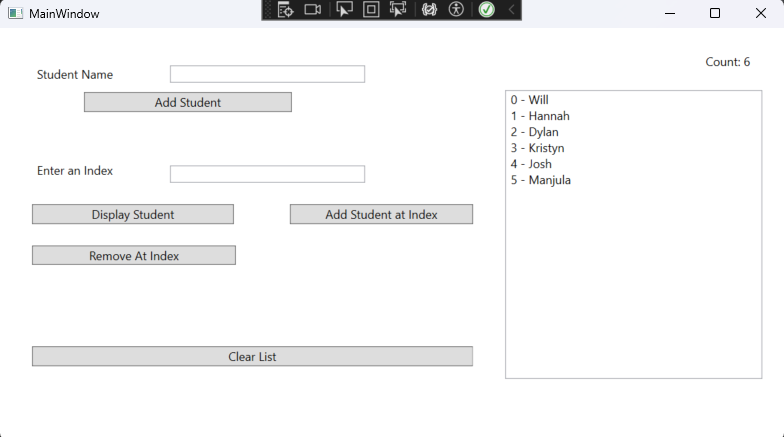 MainWindow
Count: 6
Student Name
Add Student
0 - Will
1 - Hannah
2 - Dylan
3 - Kristyn
4 - Josh
5 - Manjula
Enter an Index
Display Student
Add Student at Index
Remove At Index
Clear List